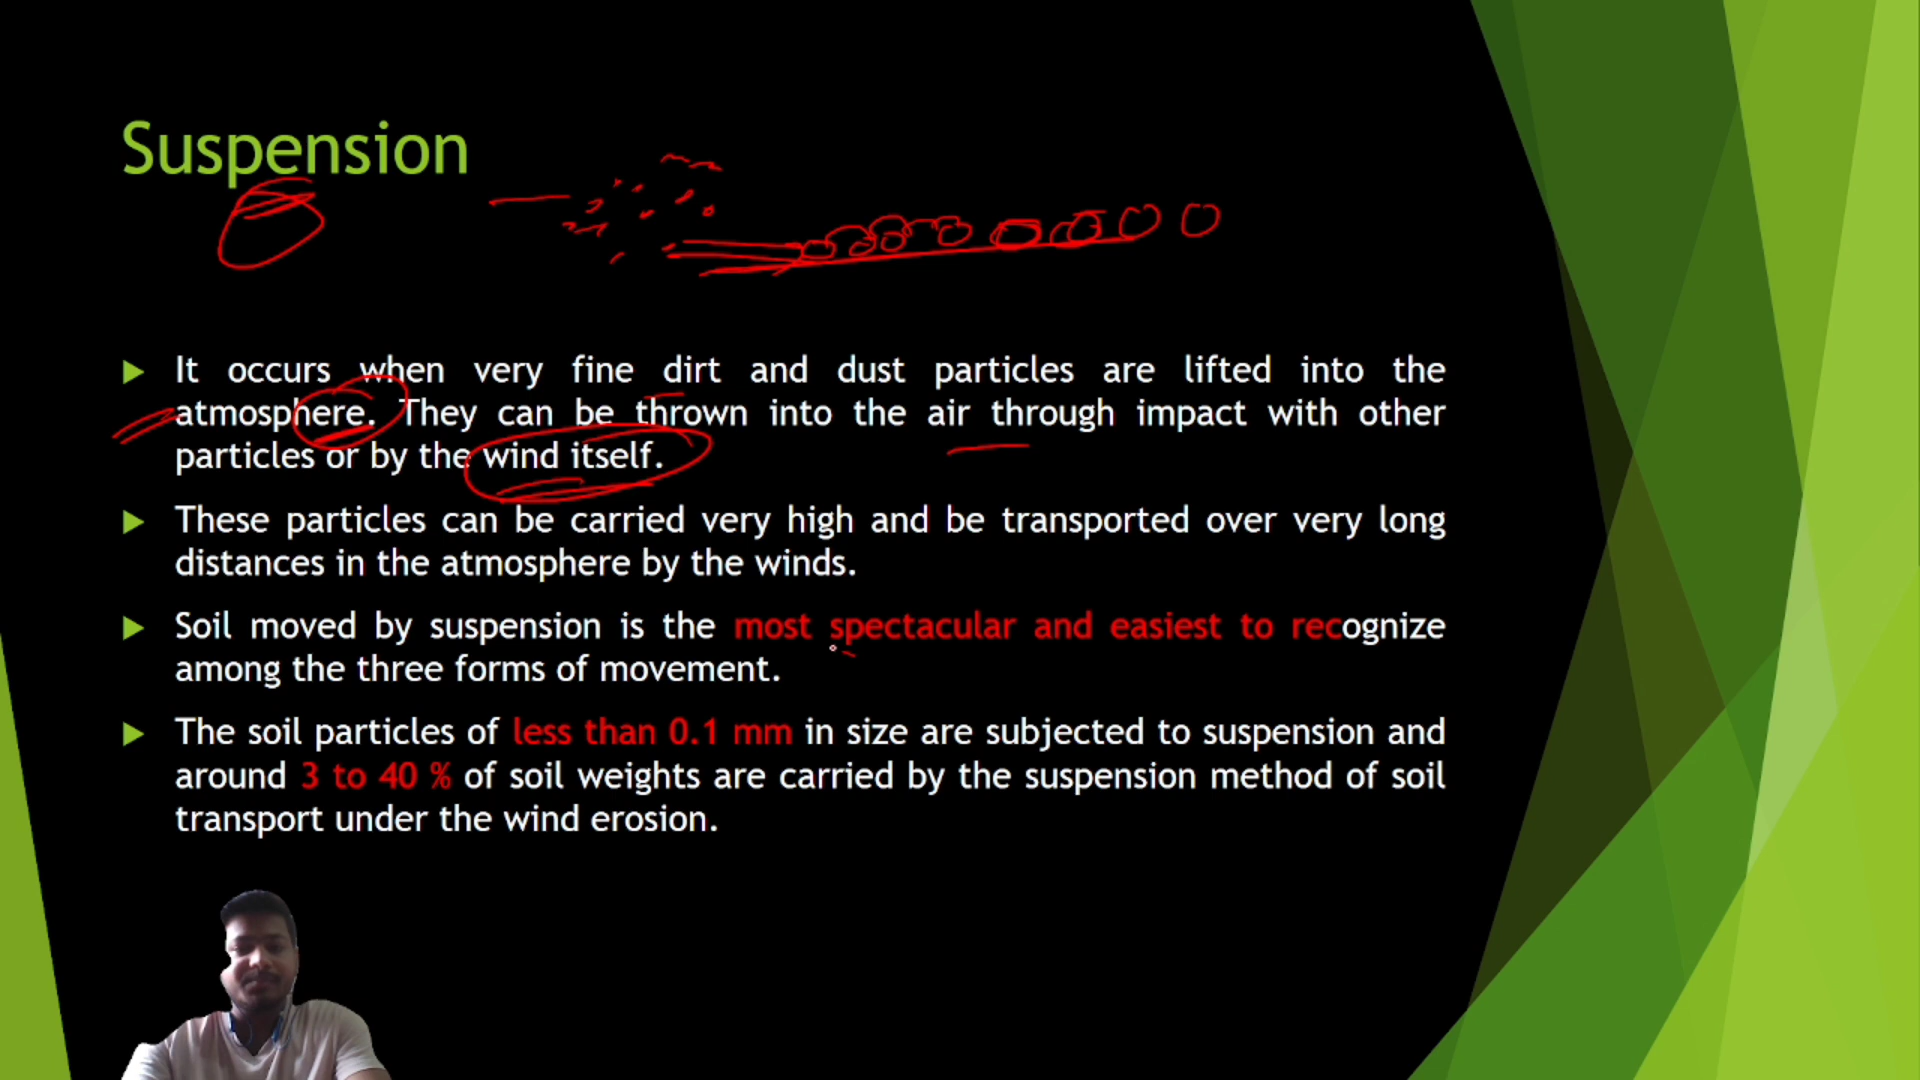 Suspension
It occurs when very fine dirt and dust particles are lifted into the
atmosphere. They can be thrown into the air through impact with other
particles or by the wind itself.
These particles can be carried very high and be transported over very long
distances in the atmosphere by the winds.
Soil moved by suspension is the most spectacular and easiest to recognize
among the three forms of movement.
The soil particles of less than 0.1 mm in size are subjected to suspension and
around 3 to 40 % of soil weights are carried by the suspension method of soil
transport under the wind erosion.